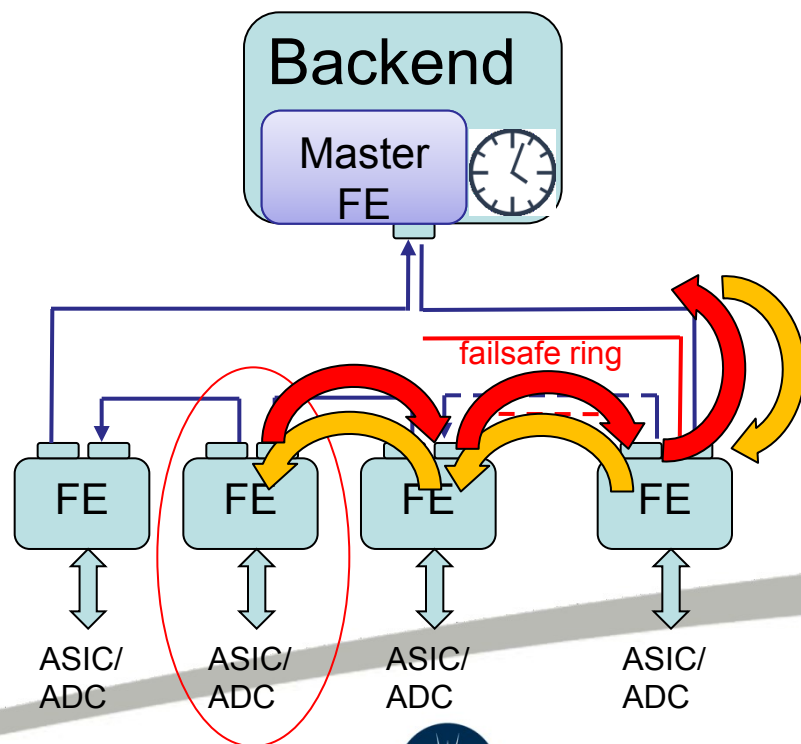 Backend
Master
FE
failsafe ring
FE
FE
FE
FE
ASIC/
ADC
ASIC/
ADC
ASIC/
ADC
ASIC/
ADC